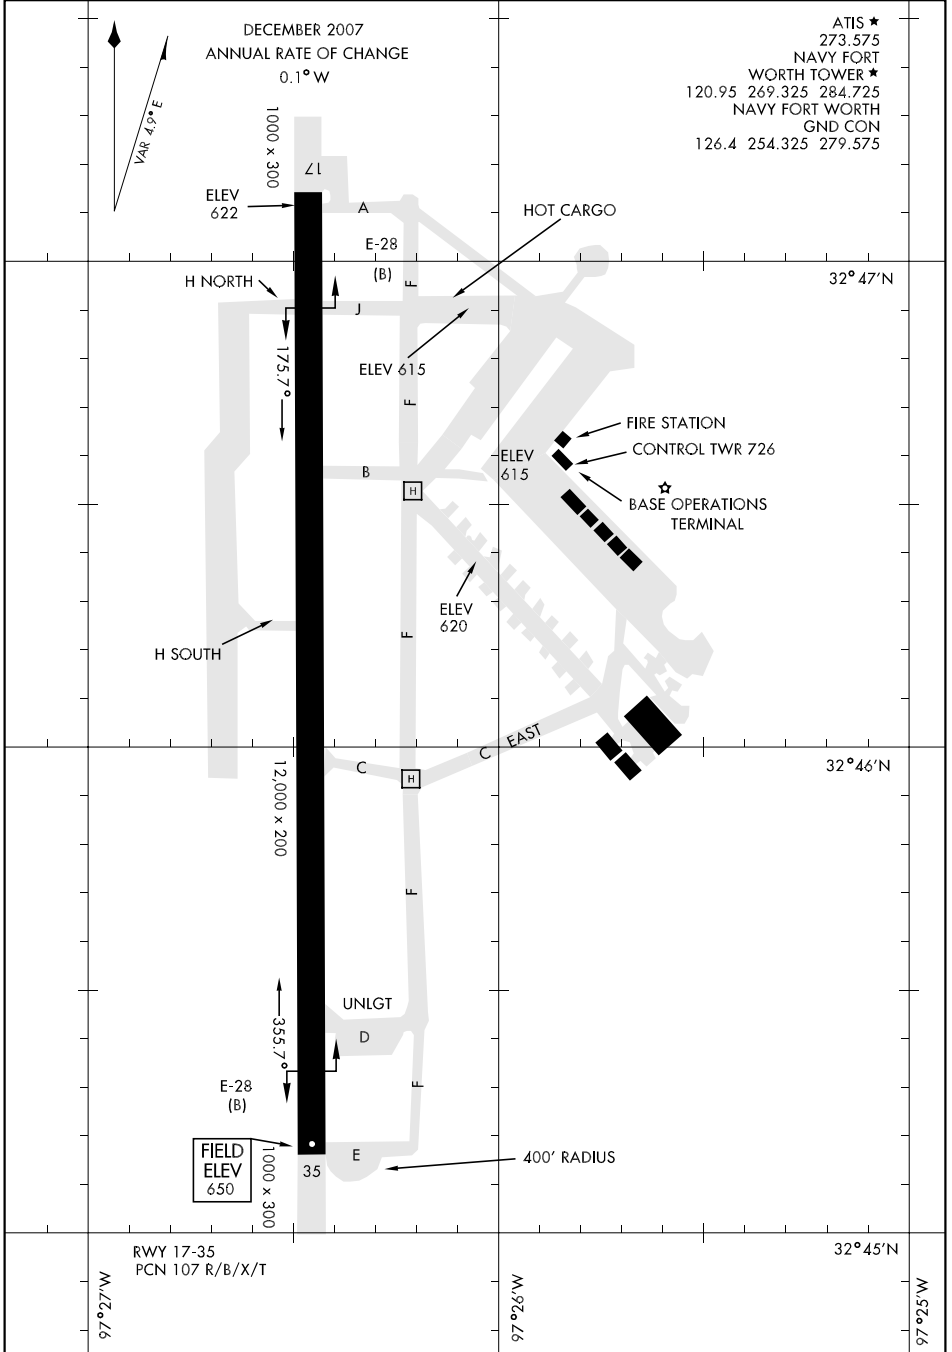 DECEMBER 2007
ANNUAL RATE OF CHANGE
0.1° W
VAR 4.9° E
ATIS ★
273.575
NAVY FORT
WORTH TOWER ★
120.95 269.325 284.725
NAVY FORT WORTH
GND CON
126.4 254.325 279.575
1000 x 300
17
ELEV
622
A
HOT CARGO
E-28
(B)
F
H NORTH
J
32°47'N
175.7°
ELEV 615
F
FIRE STATION
CONTROL TWR 726
ELEV
615
B
H
BASE OPERATIONS
TERMINAL
ELEV
620
F
H SOUTH
C EAST
C
H
32°46'N
12,000 x 200
F
UNLGT
D
355.7°
E-28
(B)
F
FIELD
ELEV
650
1000 x 300
35
E
400' RADIUS
RWY 17-35
PCN 107 R/B/X/T
32°45'N
97°27'W
97°26'W
97°25'W